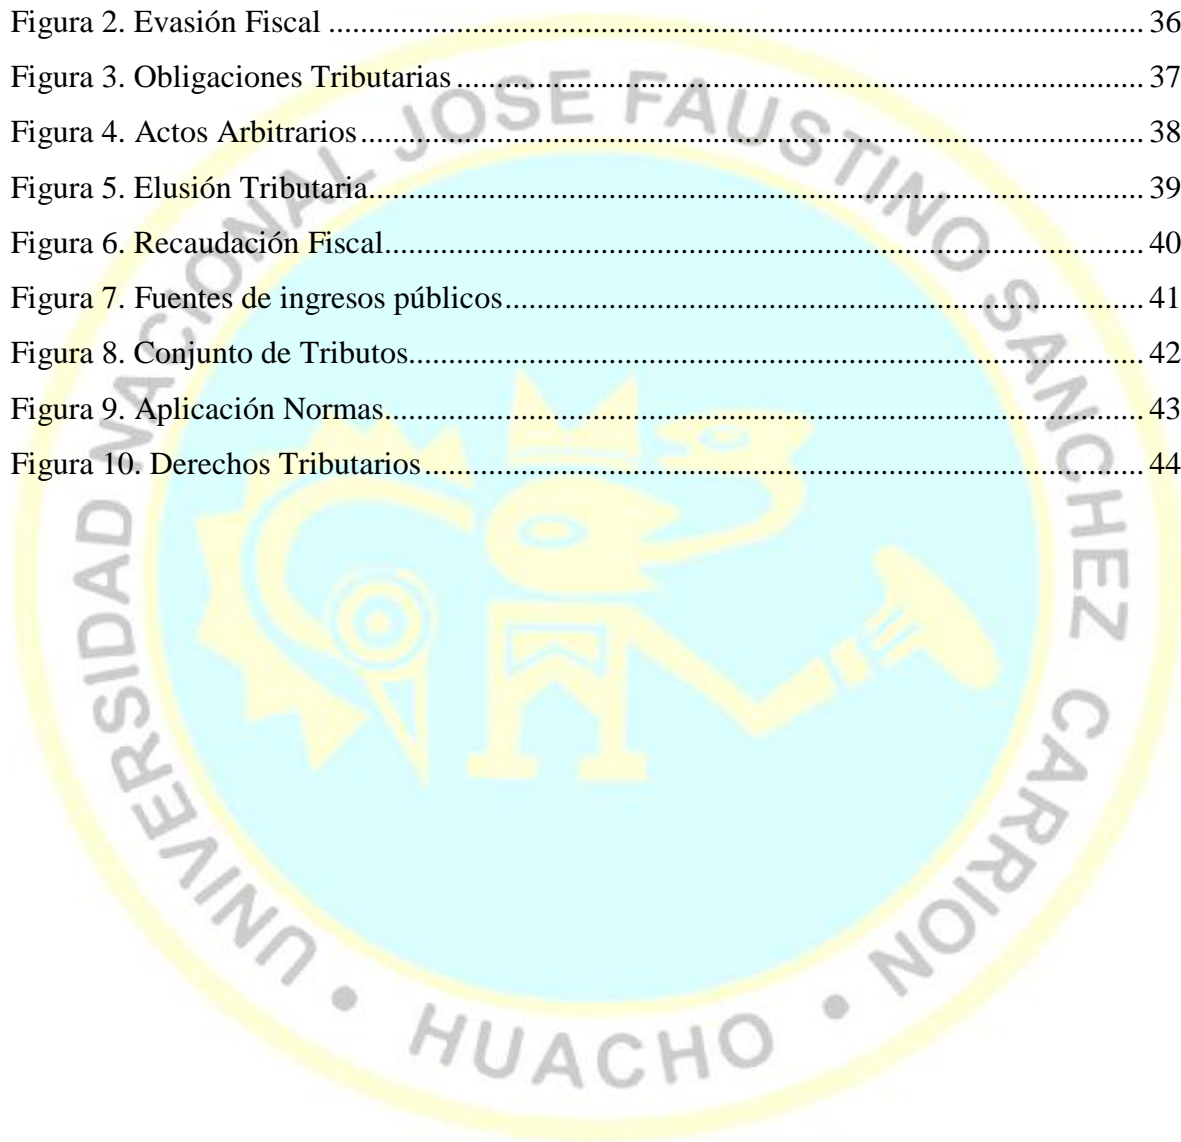 Figura 2. Evasión Fiscal ........................................................................................................ 36
Figura 3. Obligaciones Tributarias ........................................................................................ 37
Figura 4. Actos Arbitrarios .................................................................................................... 38
Figura 5. Elusión Tributaria................................................................................................... 39
Figura 6. Recaudación Fiscal................................................................................................. 40
Figura 7. Fuentes de ingresos públicos .................................................................................. 41
Figura 8. Conjunto de Tributos.............................................................................................. 42
Figura 9. Aplicación Normas................................................................................................. 43
Figura 10. Derechos Tributarios ............................................................................................ 44
UNIVERSIDAD NACIONAL JOSE FAUSTINO SANCHEZ CARRION
• HUACHO •